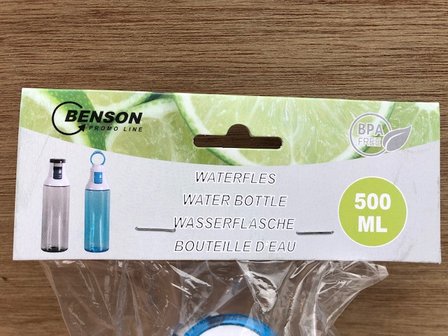 BENSON
PROMO LINE
BPA
FREE
WATERFLES
WATER BOTTLE
WASSERFLASCHE
BOUTEILLE D'EAU
500
ML